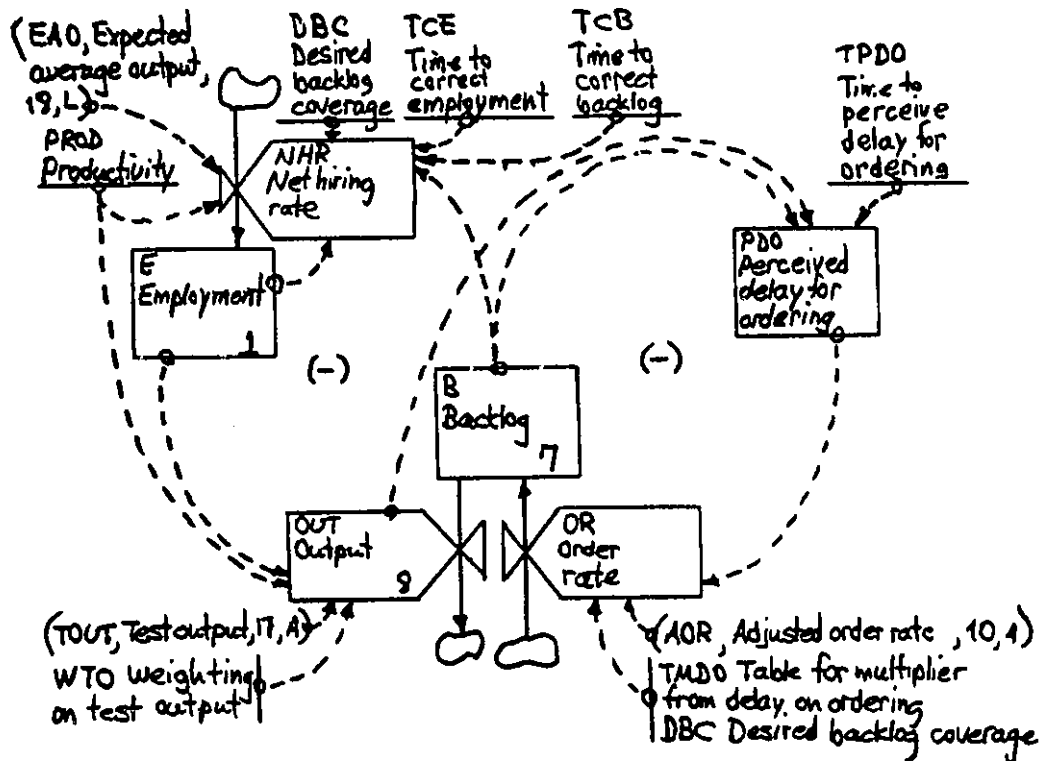 (EAO, Expected
average output,
18, L)
PROD
Productivity
DBC
Desired
backlog
coverage
TCE
Time to
correct
employment
TCB
Time to
correct
backlog
TPDO
Time to
perceive
delay for
ordering
NHR
Net hiring
rate
E
Employment
1
(-)
PDO
Perceived
delay for
ordering
(-)
B
Backlog
7
OUT
Output
8
OR
order
rate
(TOUT, Test output, 17, A)
WTO Weighting
on test output
(AOR, Adjusted order rate, 10, A)
TMDO Table for multiplier
from delay on ordering
DBC Desired backlog coverage